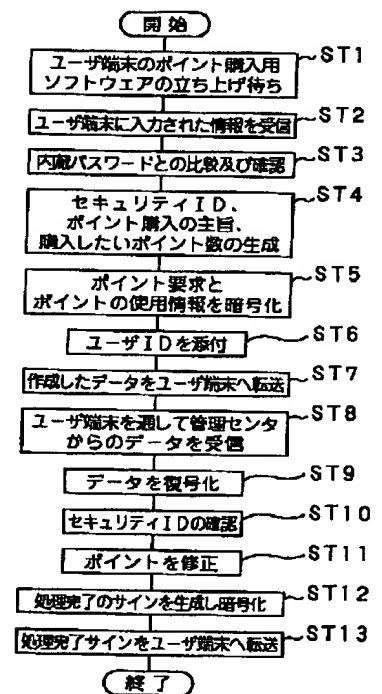 開始
ユーザ端末のポイント購入用
ソフトウェアの立ち上げ待ち
ST1
ユーザ端末に入力された情報を受信
ST2
内蔵パスワードとの比較及び確認
ST3
セキュリティID、
ポイント購入の主旨、
購入したいポイント数の生成
ST4
ポイント要求と
ポイントの使用情報を暗号化
ST5
ユーザIDを添付
ST6
作成したデータをユーザ端末へ転送
ST7
ユーザ端末を通して管理センタ
からのデータを受信
ST8
データを復号化
ST9
セキュリティIDの確認
ST10
ポイントを修正
ST11
処理完了のサインを生成し暗号化
ST12
処理完了サインをユーザ端末へ転送
ST13
終了